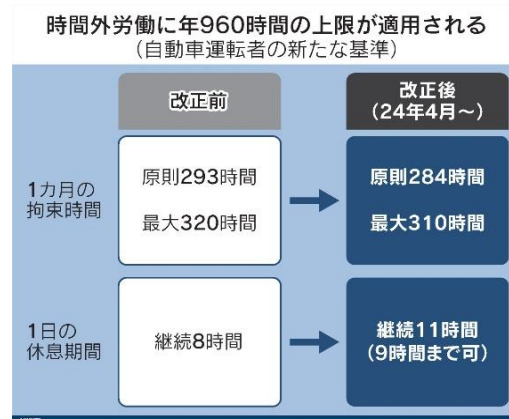 時間外労働に年960時間の上限が適用される
(自動車運転者の新たな基準)
改正前
改正後
(24年4月~)
1カ月の
拘束時間
原則293時間
最大320時間
原則284時間
最大310時間
1日の
休息期間
継続8時間
継続11時間
(9時間まで可)